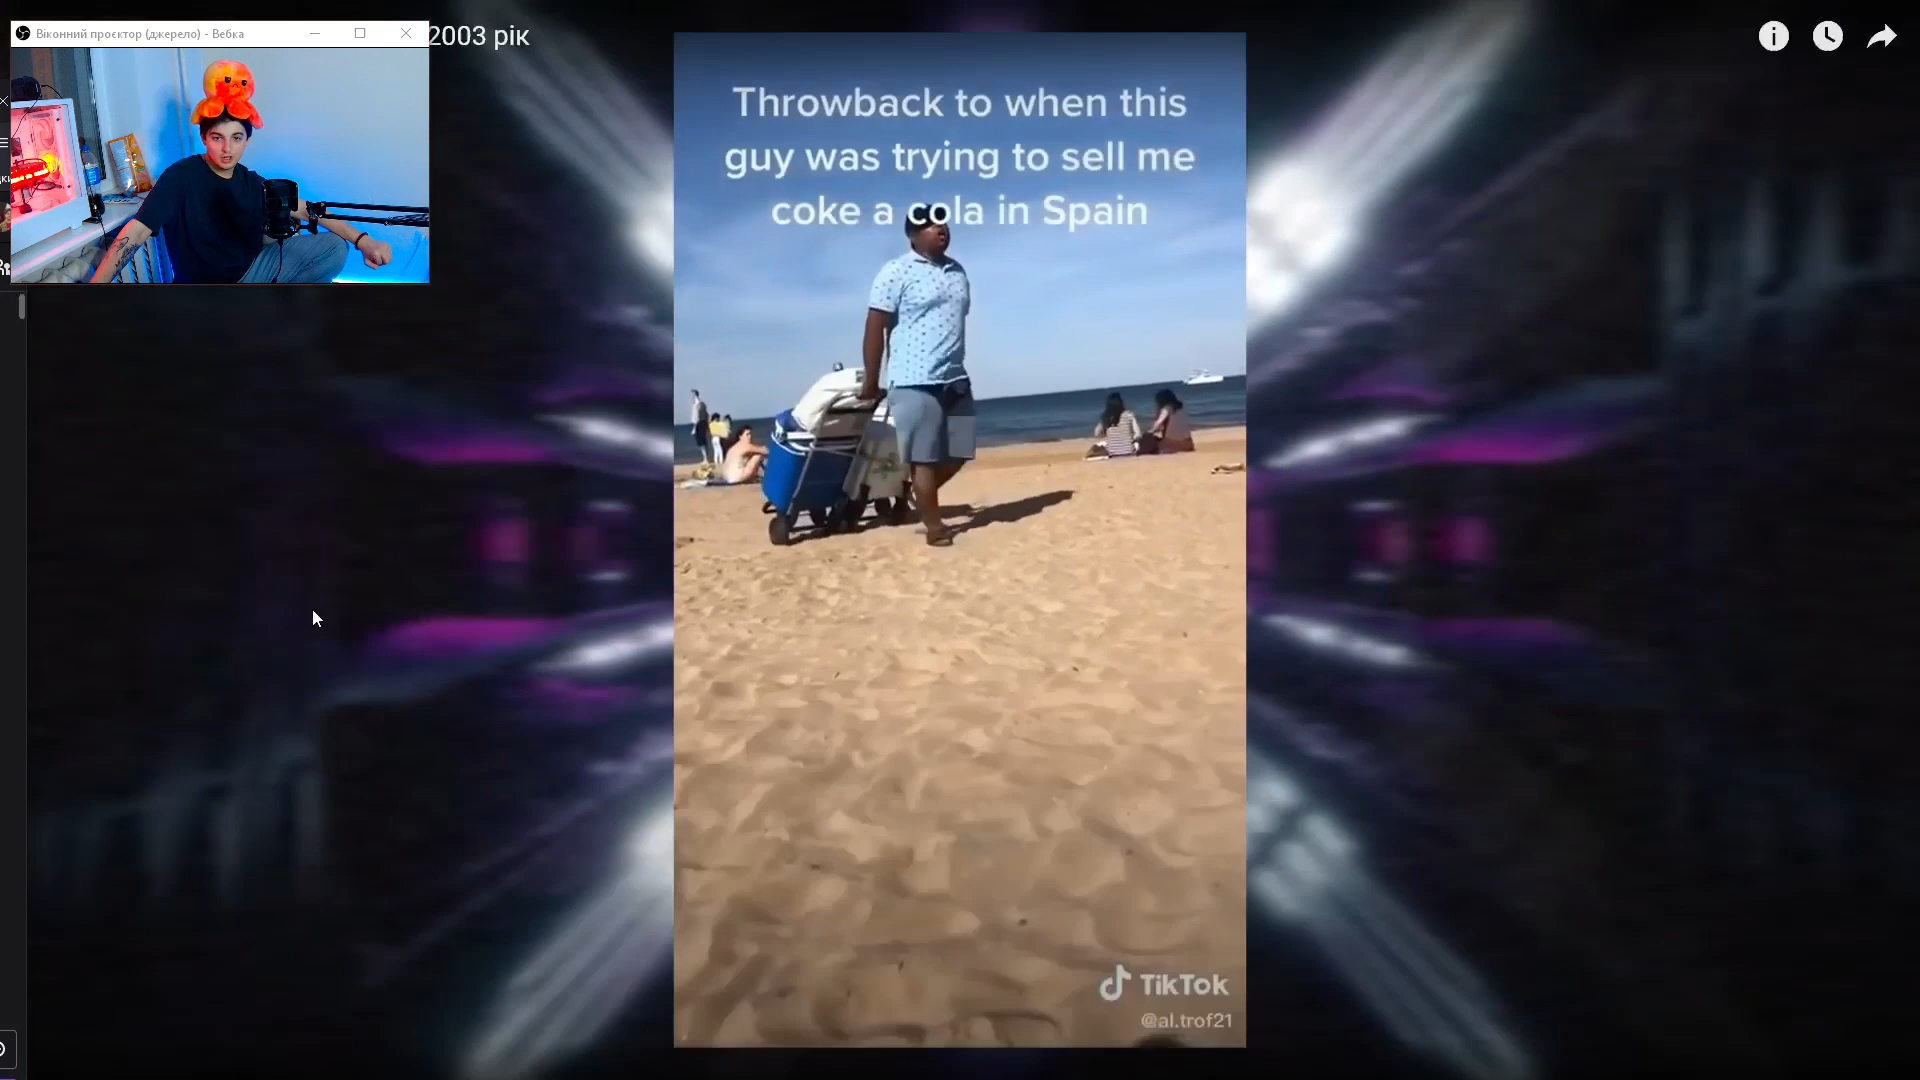 Віконний проєктор (джерело) - Вебка
2003 рік
Throwback to when this
guy was trying to sell me
coke a cola in Spain
TikTok
@al.trof21